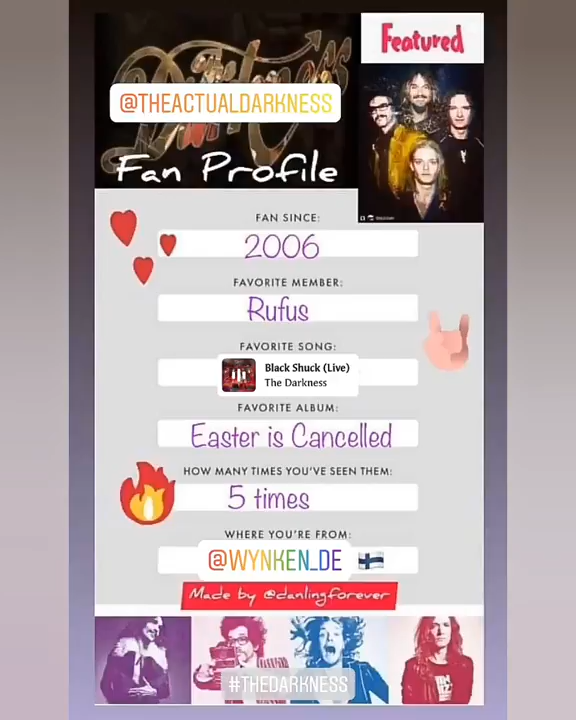 Featured
Darkness
@THEACTUALDARKNESS
Fan Profile
FAN SINCE:
2006
FAVORITE MEMBER:
Rufus
FAVORITE SONG:
Black Shuck (Live)
The Darkness
FAVORITE ALBUM:
Easter is Cancelled
HOW MANY TIMES YOU'VE SEEN THEM:
5 times
WHERE YOU'RE FROM:
@WYNKEN_DE
Made by @danlingforever
#THEDARKNESS